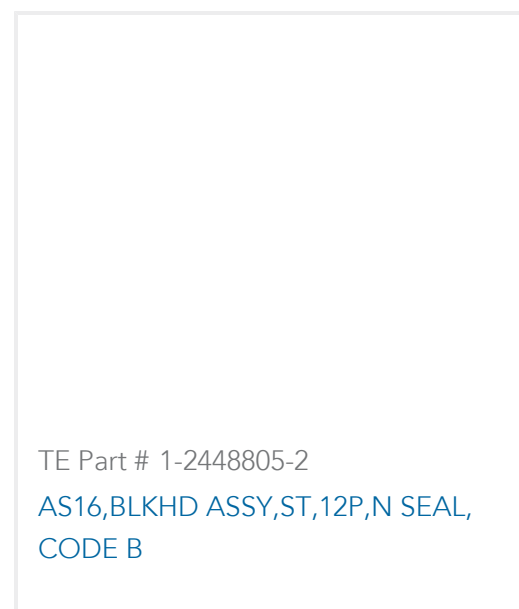 TE Part # 1-2448805-2
AS16,BLKHD ASSY,ST,12P,N SEAL,
CODE B